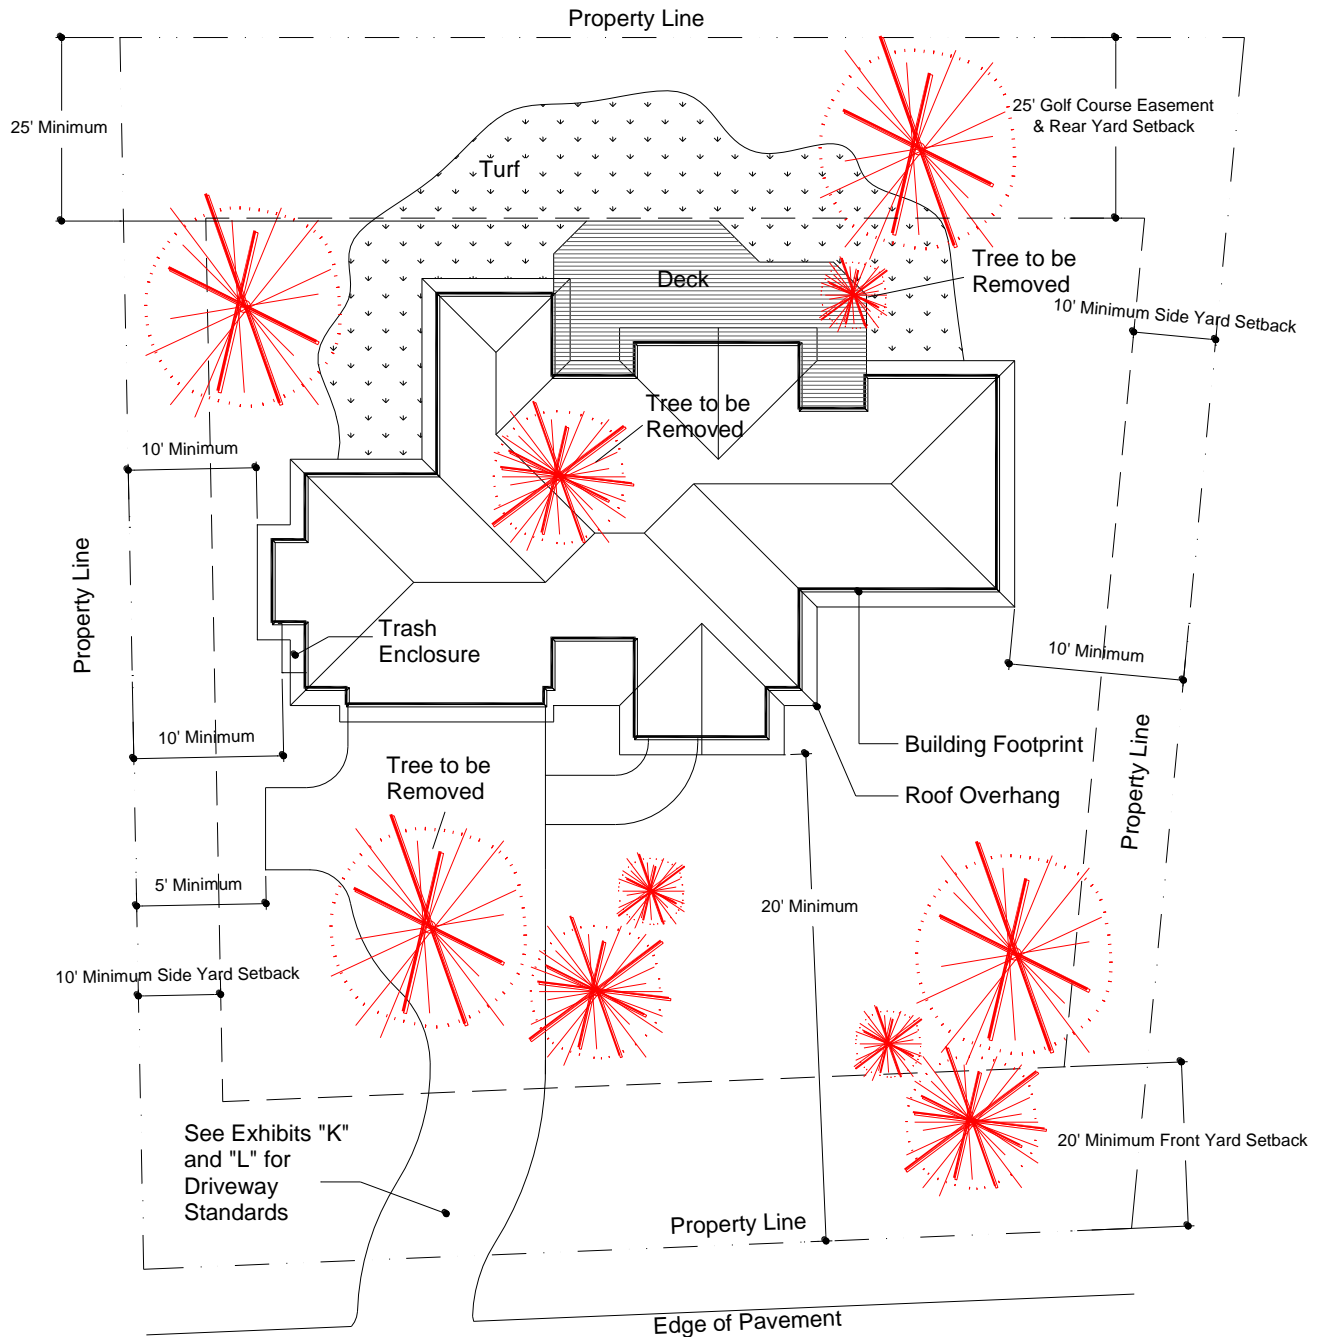 Property Line
25' Minimum
25' Golf Course Easement
& Rear Yard Setback
Turf
Deck
Tree to be
Removed
10' Minimum Side Yard Setback
Tree to be
Removed
10' Minimum
Property Line
Trash
Enclosure
10' Minimum
10' Minimum
Building Footprint
Roof Overhang
Property Line
Tree to be
Removed
5' Minimum
20' Minimum
10' Minimum Side Yard Setback
See Exhibits "K"
and "L" for
Driveway
Standards
20' Minimum Front Yard Setback
Property Line
Edge of Pavement